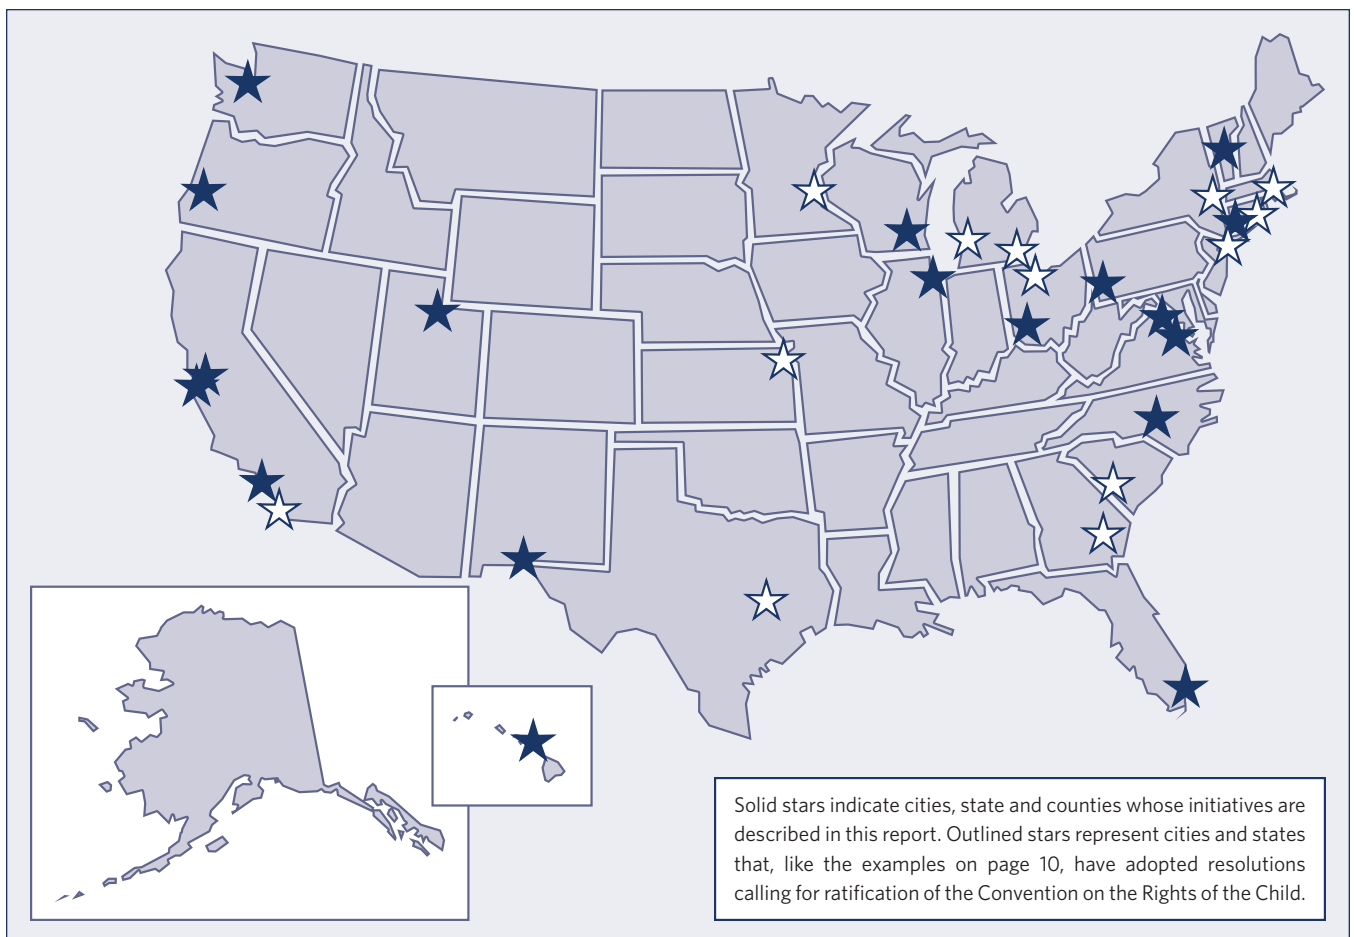 Solid stars indicate cities, state and counties whose initiatives are
described in this report. Outlined stars represent cities and states
that, like the examples on page 10, have adopted resolutions
calling for ratification of the Convention on the Rights of the Child.